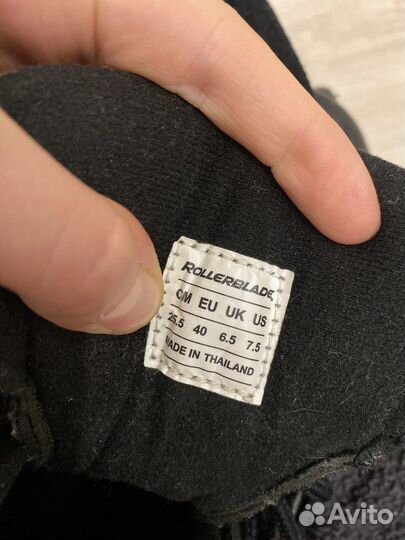 ROLLERBLADE
CM EU UK US
25.5 40 6.5 7.5
MADE IN THAILAND
Avito